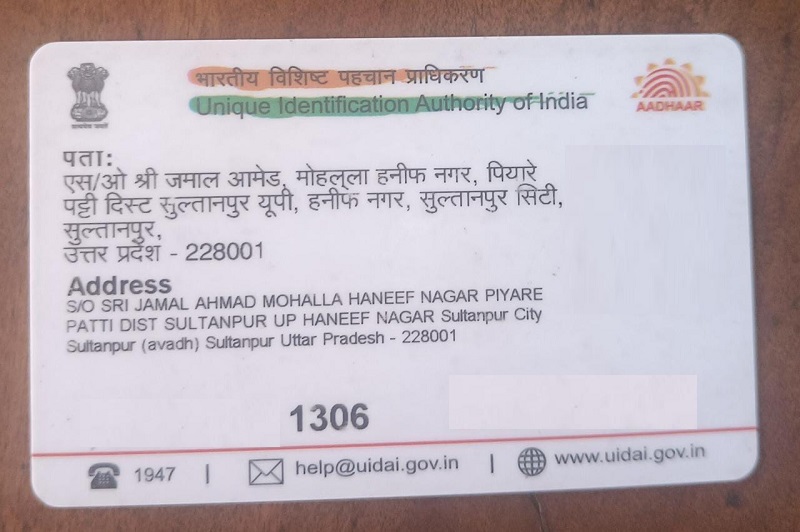 भारतीय विशिष्ट पहचान प्राधिकरण
Unique Identification Authority of India
AADHAAR
पता:
एस/ओ श्री जमाल आमेड, मोहल्ला हनीफ नगर, पियारे
पट्टी दिस्ट सुल्तानपुर यूपी, हनीफ नगर, सुल्तानपुर सिटी,
सुल्तानपुर,
उत्तर प्रदेश - 228001
Address
S/O SRI JAMAL AHMAD MOHALLA HANEEF NAGAR PIYARE
PATTI DIST SULTANPUR UP HANEEF NAGAR Sultanpur City
Sultanpur (avadh) Sultanpur Uttar Pradesh - 228001
1306
1947 | help@uidai.gov.in | www.uidai.gov.in